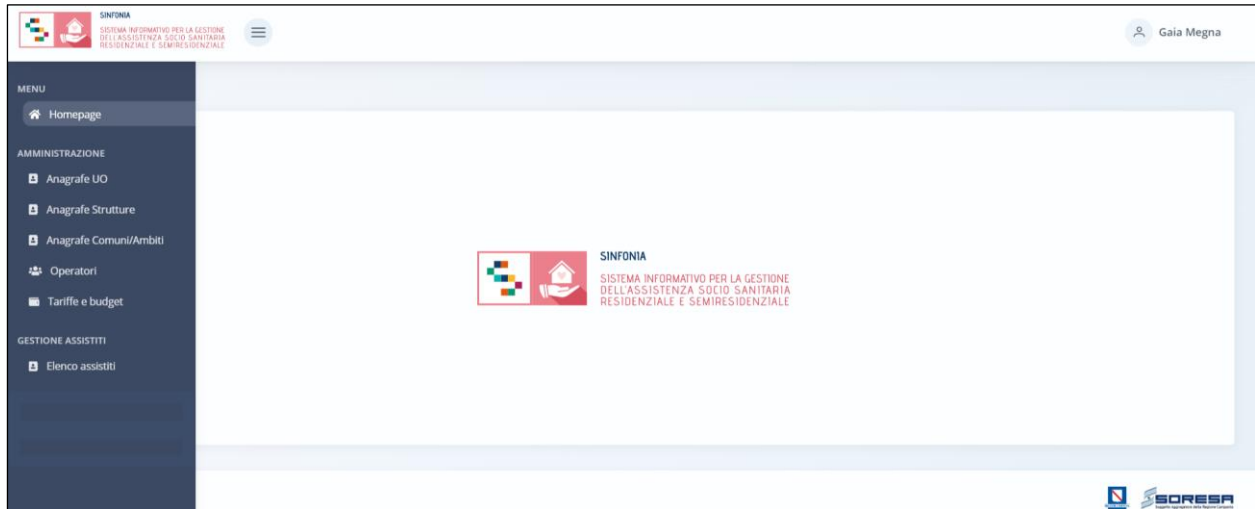 SINFONIA
SISTEMA INFORMATIVO PER LA GESTIONE
DELL'ASSISTENZA SOCIO SANITARIA
RESIDENZIALE E SEMIRESIDENZIALE
Gaia Megna
MENU
Homepage
AMMINISTRAZIONE
Anagrafe UO
Anagrafe Strutture
Anagrafe Comuni/Ambiti
Operatori
Tariffe e budget
GESTIONE ASSISTITI
Elenco assistiti
SINFONIA
SISTEMA INFORMATIVO PER LA GESTIONE
DELL'ASSISTENZA SOCIO SANITARIA
RESIDENZIALE E SEMIRESIDENZIALE
SORESA